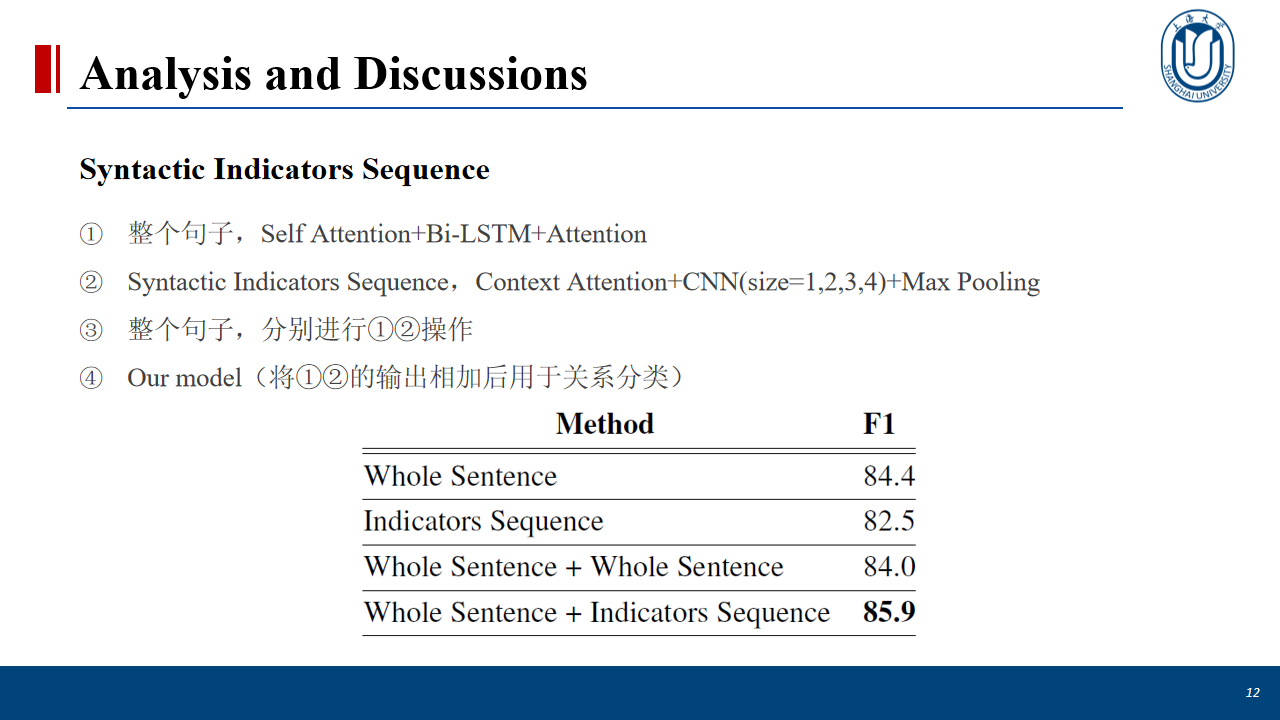 Analysis and Discussions
上海大学
SHANGHAI UNIVERSITY
Syntactic Indicators Sequence
① 整个句子，Self Attention+Bi-LSTM+Attention
② Syntactic Indicators Sequence，Context Attention+CNN(size=1,2,3,4)+Max Pooling
③ 整个句子，分别进行①②操作
④ Our model（将①②的输出相加后用于关系分类）
Method F1
Whole Sentence 84.4
Indicators Sequence 82.5
Whole Sentence + Whole Sentence 84.0
Whole Sentence + Indicators Sequence 85.9
12